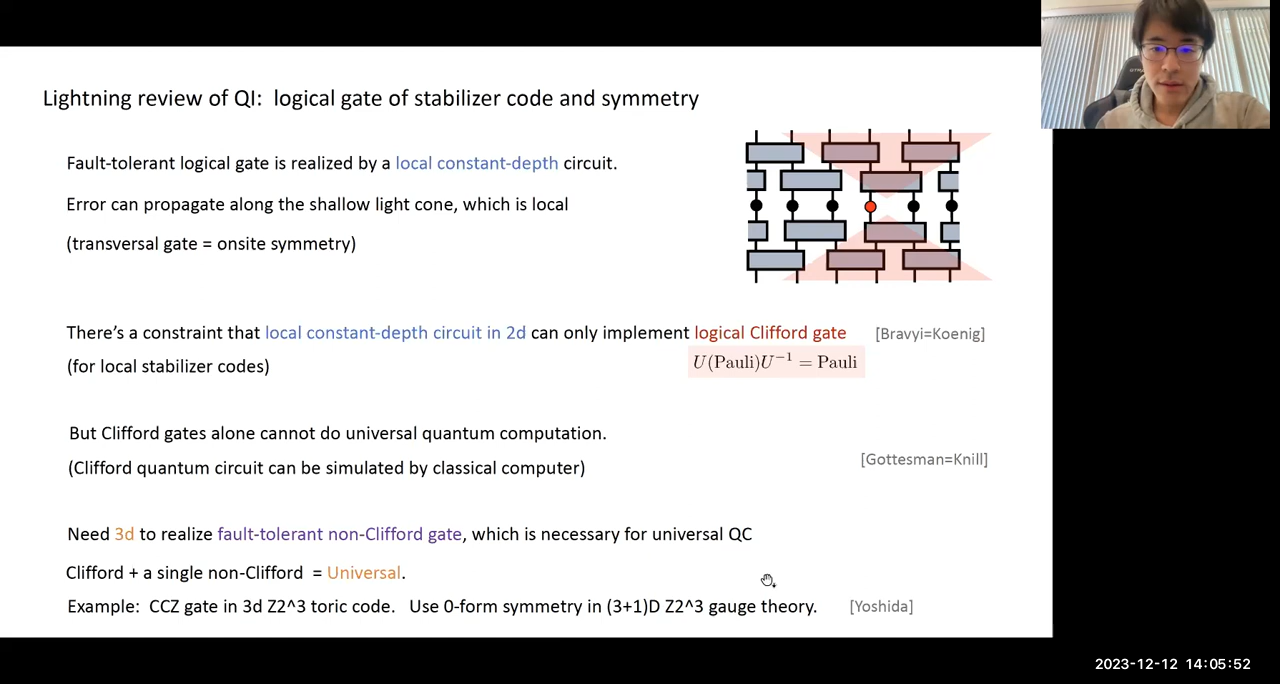 Lightning review of QI:  logical gate of stabilizer code and symmetry
Fault-tolerant logical gate is realized by a local constant-depth circuit.
Error can propagate along the shallow light cone, which is local
(transversal gate = onsite symmetry)
There's a constraint that local constant-depth circuit in 2d can only implement logical Clifford gate [Bravyi=Koenig]
(for local stabilizer codes)
U(Pauli)U⁻¹ = Pauli
But Clifford gates alone cannot do universal quantum computation.
(Clifford quantum circuit can be simulated by classical computer)
[Gottesman=Knill]
Need 3d to realize fault-tolerant non-Clifford gate, which is necessary for universal QC
Clifford + a single non-Clifford  = Universal.
Example:  CCZ gate in 3d Z2^3 toric code.   Use 0-form symmetry in (3+1)D Z2^3 gauge theory. [Yoshida]
2023-12-12 14:05:52